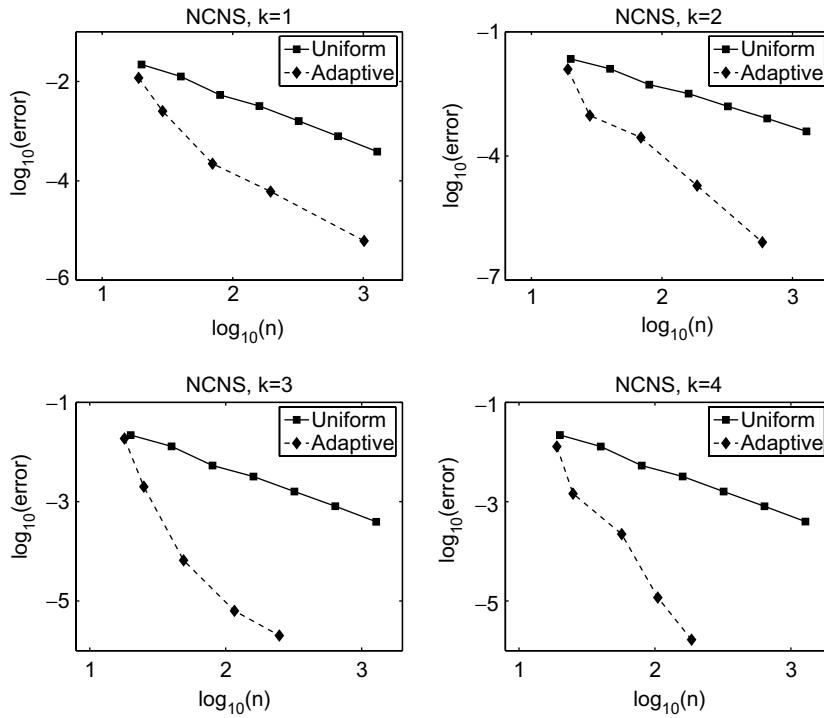 NCNS, k=1
Uniform
Adaptive
log10(error)
−2
−4
−6
1
2
3
log10(n)
NCNS, k=2
Uniform
Adaptive
log10(error)
−1
−4
−7
1
2
3
log10(n)
NCNS, k=3
Uniform
Adaptive
log10(error)
−1
−3
−5
1
2
3
log10(n)
NCNS, k=4
Uniform
Adaptive
log10(error)
−1
−3
−5
1
2
3
log10(n)